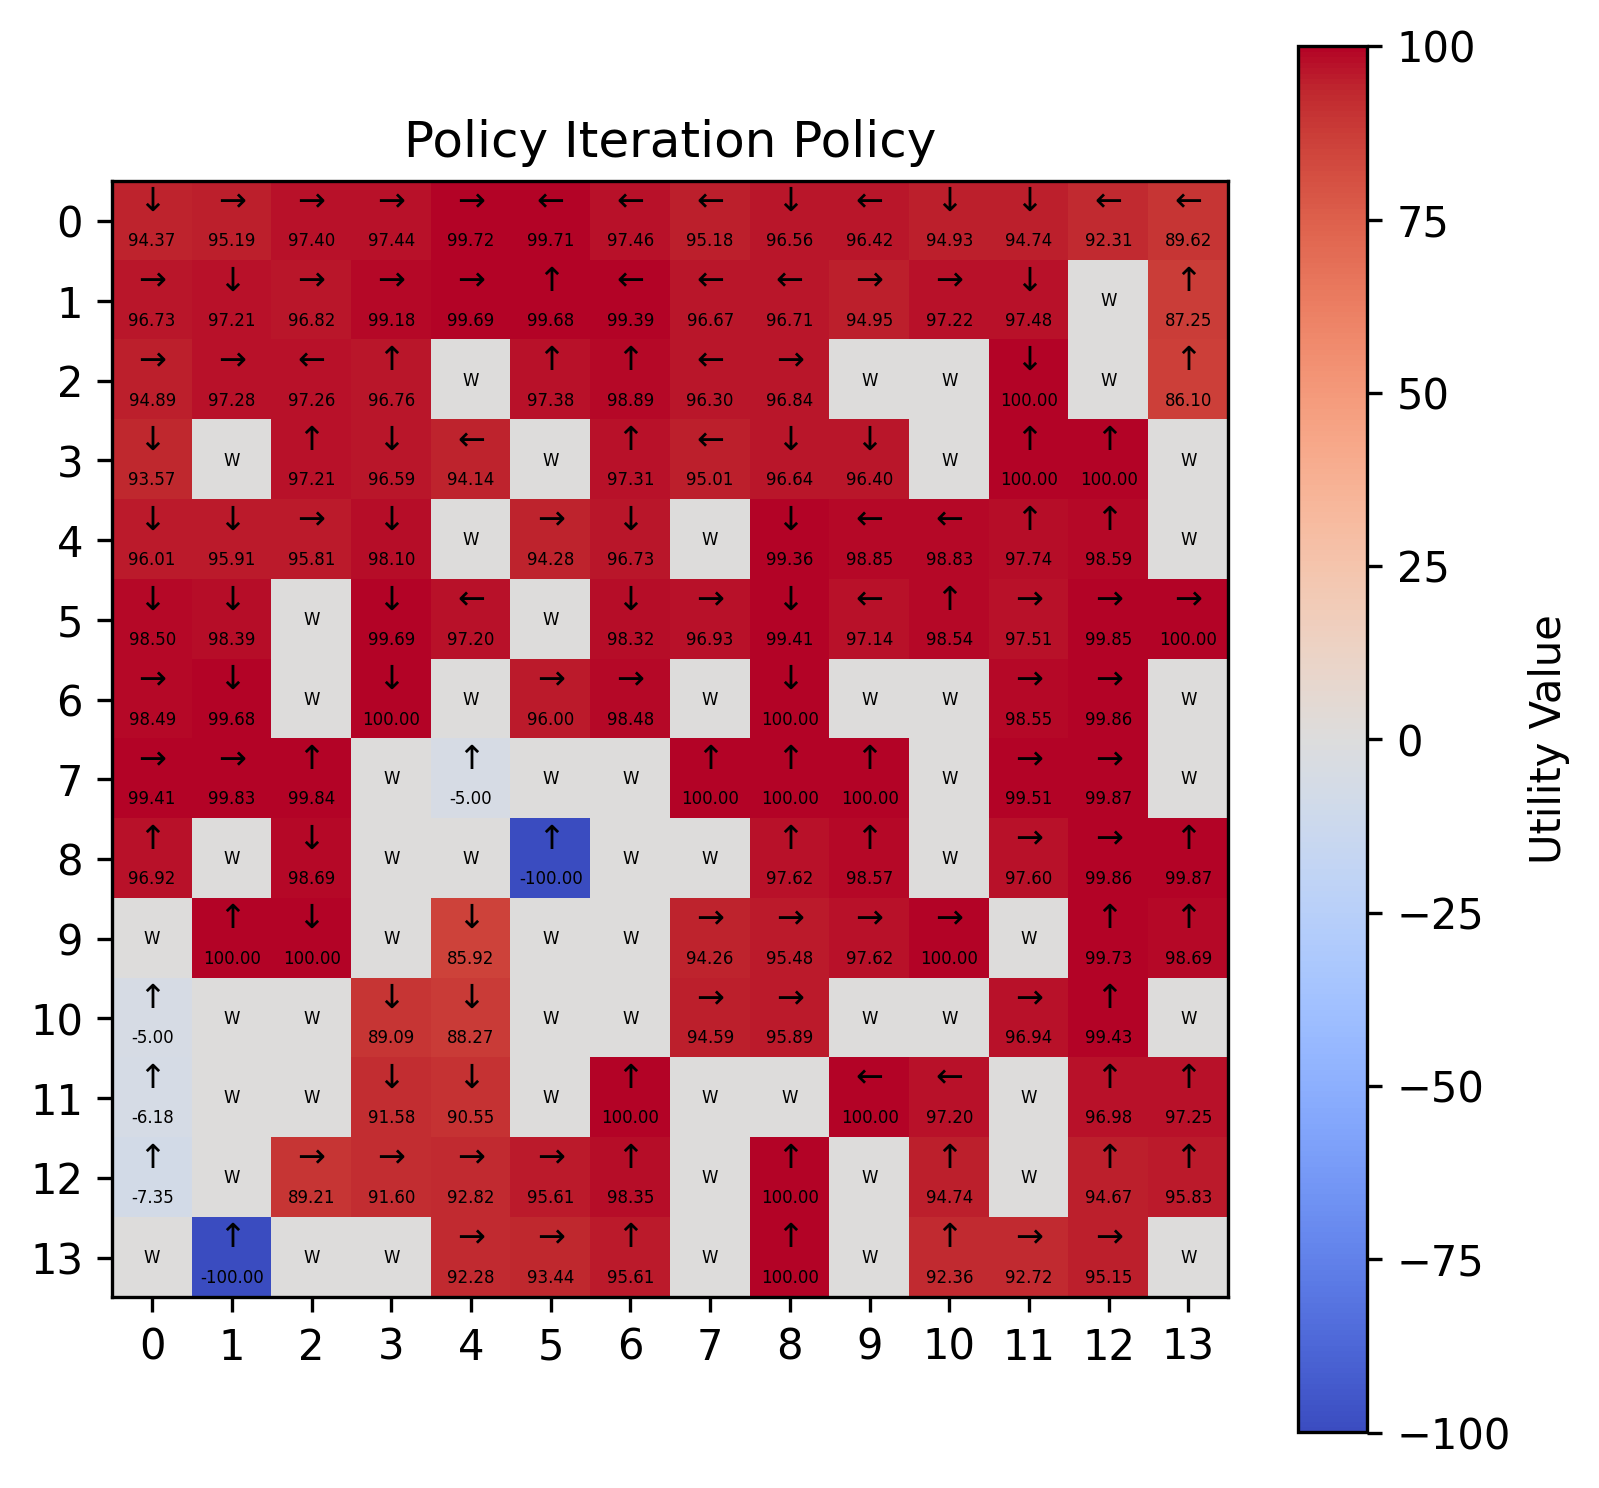 Policy Iteration Policy
0 ↓ → → → → ← ← ← ↓ ← ↓ ↓ ← ←
94.37 95.19 97.40 97.44 99.72 99.71 97.46 95.18 96.56 96.42 94.93 94.74 92.31 89.62
1 → ↓ → → → ↑ ← ← ← → → ↓ W ↑
96.73 97.21 96.82 99.18 99.69 99.68 99.39 96.67 96.71 94.95 97.22 97.48 87.25
2 → → ← ↑ W ↑ ↑ ← → W W ↓ W ↑
94.89 97.28 97.26 96.76 97.38 98.89 96.30 96.84 100.00 86.10
3 ↓ W ↑ ↓ ← W ↑ ← ↓ ↓ W ↑ ↑ W
93.57 97.21 96.59 94.14 97.31 95.01 96.64 96.40 100.00 100.00
4 ↓ ↓ → ↓ W → ↓ W ↓ ← ← ↑ ↑ W
96.01 95.91 95.81 98.10 94.28 96.73 99.36 98.85 98.83 97.74 98.59
5 ↓ ↓ W ↓ ← W ↓ → ↓ ← ↑ → → →
98.50 98.39 99.69 97.20 98.32 96.93 99.41 97.14 98.54 97.51 99.85 100.00
6 → ↓ W ↓ W → → W ↓ W W → → W
98.49 99.68 100.00 96.00 98.48 100.00 98.55 99.86
7 → → ↑ W ↑ W W ↑ ↑ ↑ W → → W
99.41 99.83 99.84 -5.00 100.00 100.00 100.00 99.51 99.87
8 ↑ W ↓ W W ↑ W W ↑ ↑ W → → ↑
96.92 98.69 -100.00 97.62 98.57 97.60 99.86 99.87
9 W ↑ ↓ W ↓ W W → → → → W ↑ ↑
100.00 100.00 85.92 94.26 95.48 97.62 100.00 99.73 98.69
10 ↑ W W ↓ ↓ W W → → W W → ↑ W
-5.00 89.09 88.27 94.59 95.89 96.94 99.43
11 ↑ W W ↓ ↓ W ↑ W W ← ← W ↑ ↑
-6.18 91.58 90.55 100.00 100.00 97.20 96.98 97.25
12 ↑ W → → → → ↑ W ↑ W ↑ W ↑ ↑
-7.35 89.21 91.60 92.82 95.61 98.35 100.00 94.74 94.67 95.83
13 W ↑ W W → → ↑ W ↑ W ↑ → → W
-100.00 92.28 93.44 95.61 100.00 92.36 92.72 95.15
0 1 2 3 4 5 6 7 8 9 10 11 12 13
100
75
50
25
0
−25
−50
−75
−100
Utility Value